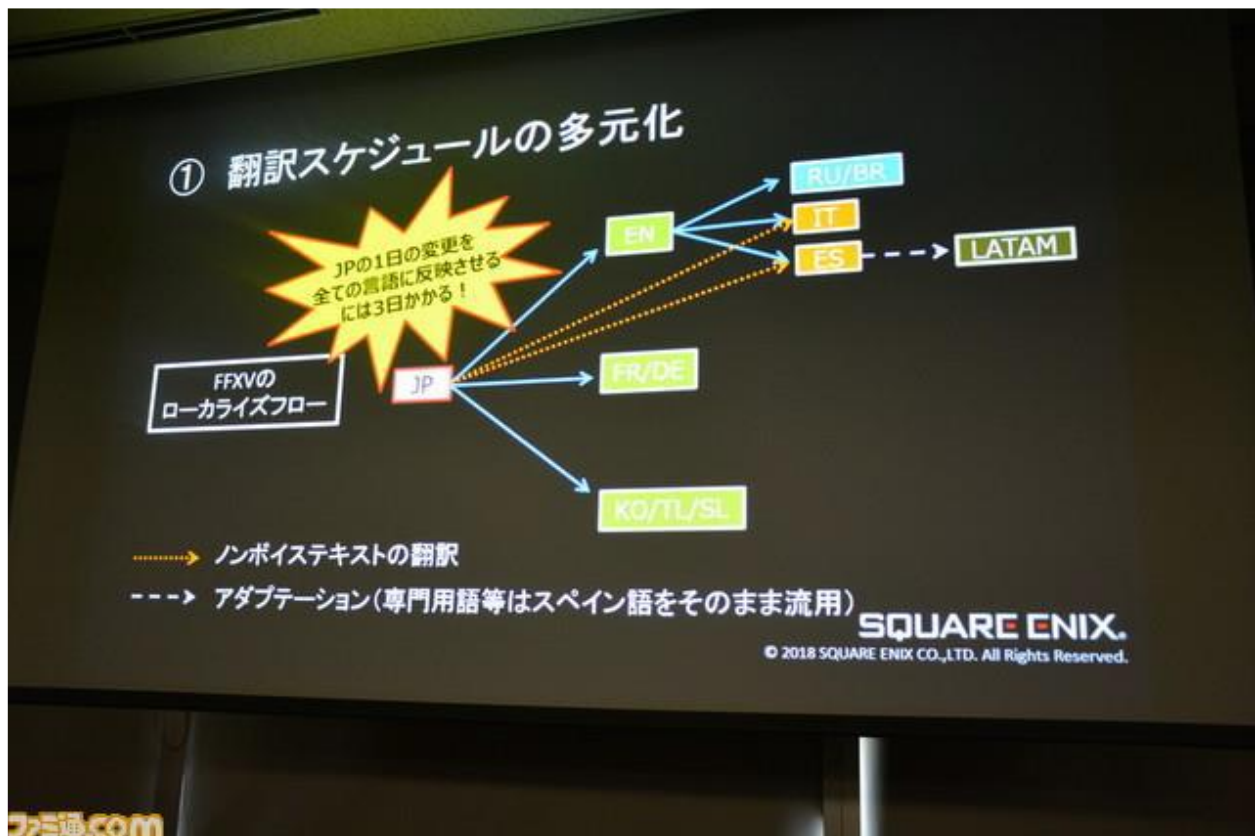 ① 翻訳スケジュールの多元化
JPの1日の変更を
全ての言語に反映させる
には3日かかる!
RU/BR
EN
IT
ES
LATAM
FFXVの
ローカライズフロー
JP
FR/DE
KO/TL/SL
ノンボイステキストの翻訳
アダプテーション(専門用語等はスペイン語をそのまま流用)
SQUARE ENIX.
© 2018 SQUARE ENIX CO.,LTD. All Rights Reserved.
ファミ通.com